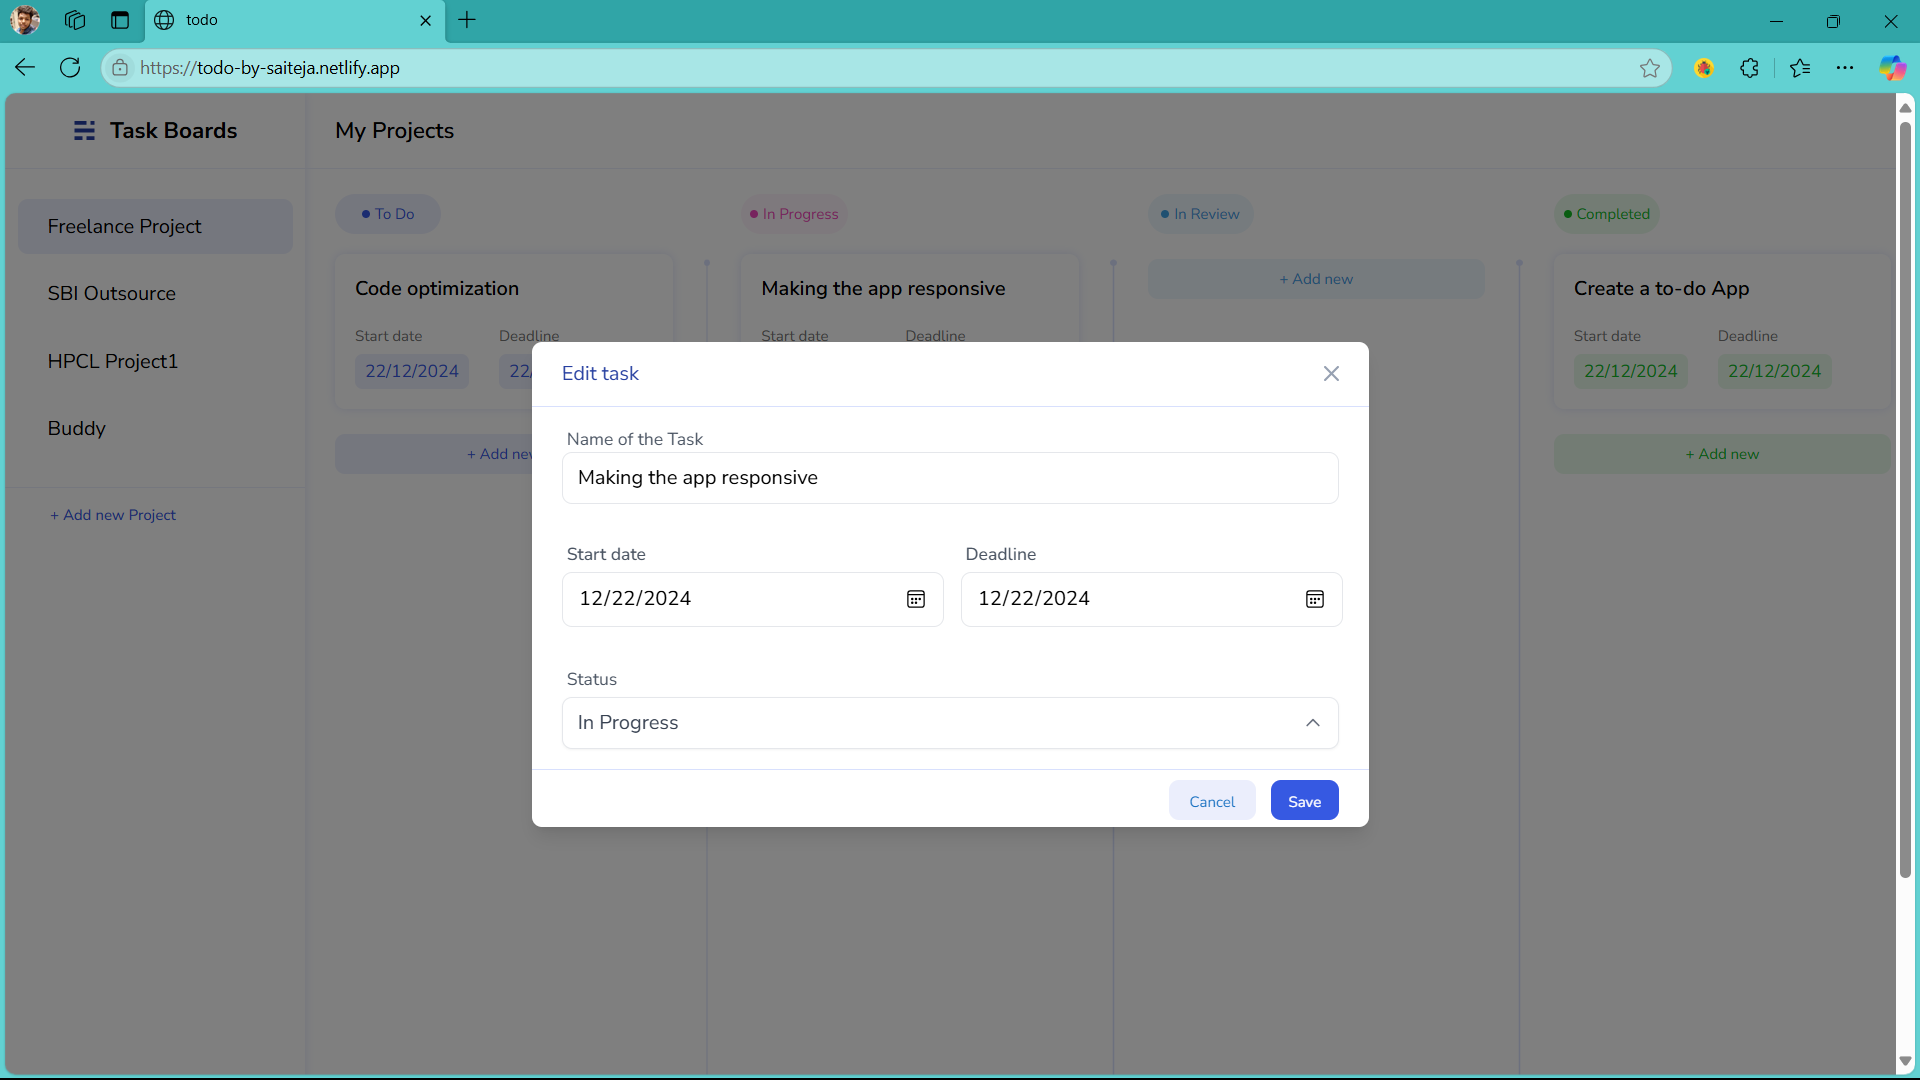 todo
https://todo-by-saiteja.netlify.app
Task Boards
My Projects
Freelance Project
SBI Outsource
HPCL Project1
Buddy
+ Add new Project
To Do
Code optimization
Start date Deadline
22/12/2024 22/
+ Add new
In Progress
Making the app responsive
Start date Deadline
In Review
+ Add new
Completed
Create a to-do App
Start date Deadline
22/12/2024 22/12/2024
+ Add new
Edit task
Name of the Task
Making the app responsive
Start date Deadline
12/22/2024 12/22/2024
Status
In Progress
Cancel Save